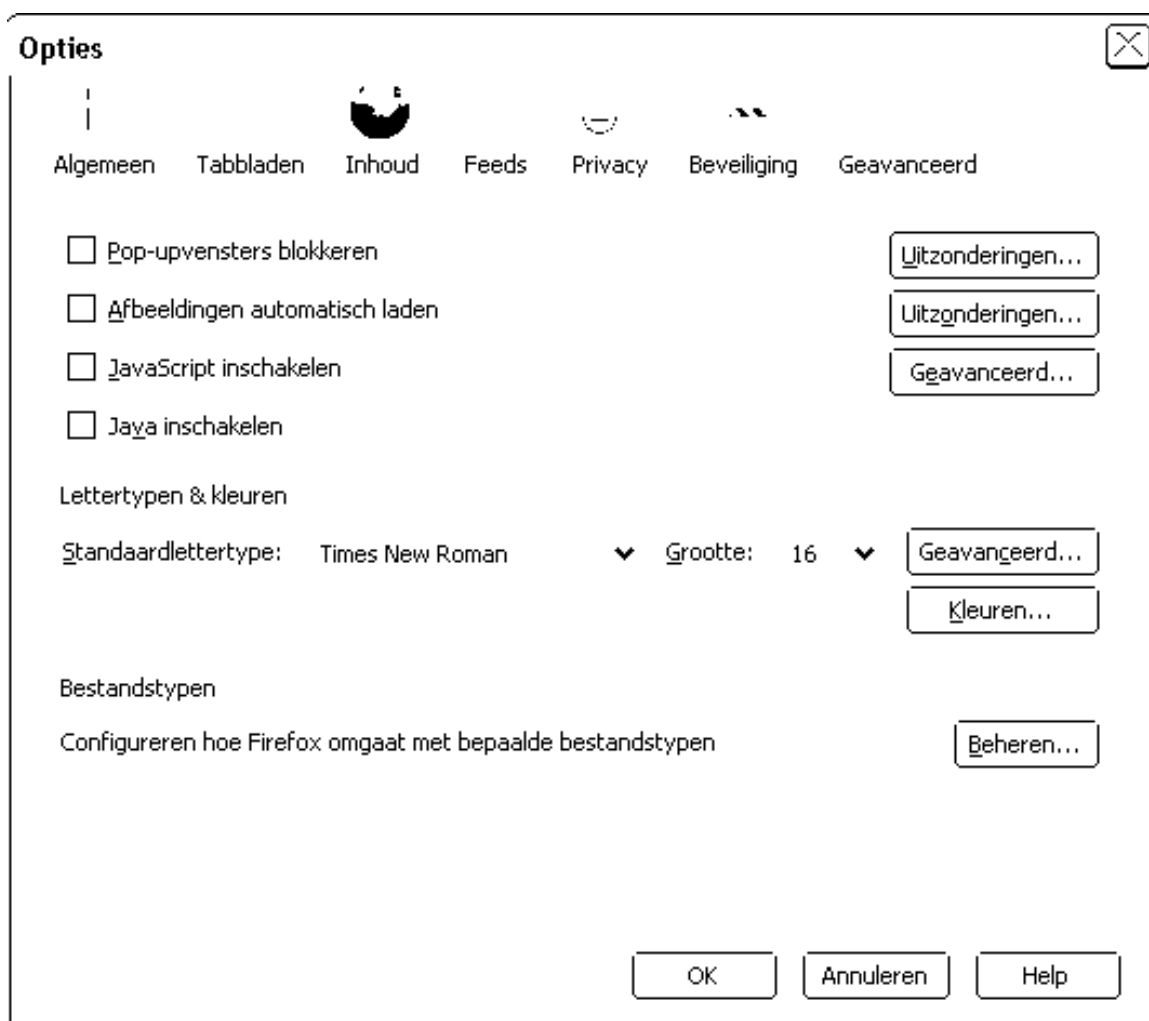 Opties
Algemeen Tabbladen Inhoud Feeds Privacy Beveiliging Geavanceerd
Pop-upvensters blokkeren Uitzonderingen...
Afbeeldingen automatisch laden Uitzonderingen...
JavaScript inschakelen Geavanceerd...
Java inschakelen
Lettertypen & kleuren
Standaardlettertype: Times New Roman Grootte: 16 Geavanceerd...
Kleuren...
Bestandstypen
Configureren hoe Firefox omgaat met bepaalde bestandstypen Beheren...
OK Annuleren Help